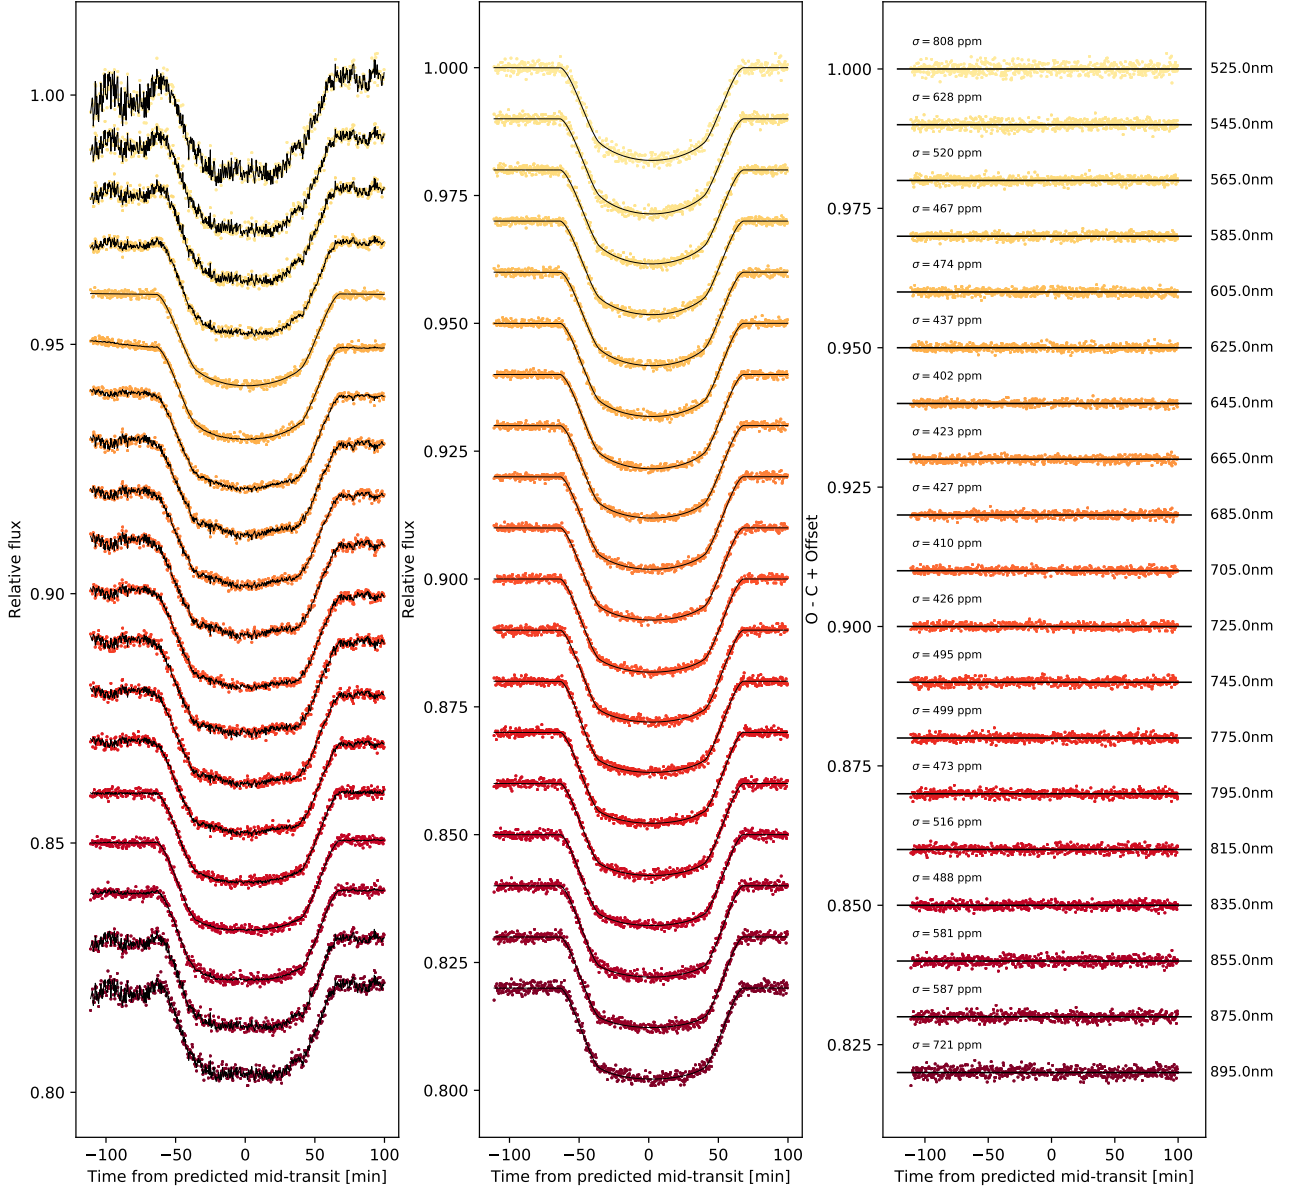 1.00
0.95
0.90
0.85
0.80
Relative flux
−100 −50 0 50 100
Time from predicted mid-transit [min]
1.000
0.975
0.950
0.925
0.900
0.875
0.850
0.825
0.800
Relative flux
−100 −50 0 50 100
Time from predicted mid-transit [min]
1.000
0.975
0.950
0.925
0.900
0.875
0.850
0.825
O - C + Offset
σ = 808 ppm
525.0nm
σ = 628 ppm
545.0nm
σ = 520 ppm
565.0nm
σ = 467 ppm
585.0nm
σ = 474 ppm
605.0nm
σ = 437 ppm
625.0nm
σ = 402 ppm
645.0nm
σ = 423 ppm
665.0nm
σ = 427 ppm
685.0nm
σ = 410 ppm
705.0nm
σ = 426 ppm
725.0nm
σ = 495 ppm
745.0nm
σ = 499 ppm
775.0nm
σ = 473 ppm
795.0nm
σ = 516 ppm
815.0nm
σ = 488 ppm
835.0nm
σ = 581 ppm
855.0nm
σ = 587 ppm
875.0nm
σ = 721 ppm
895.0nm
−100 −50 0 50 100
Time from predicted mid-transit [min]